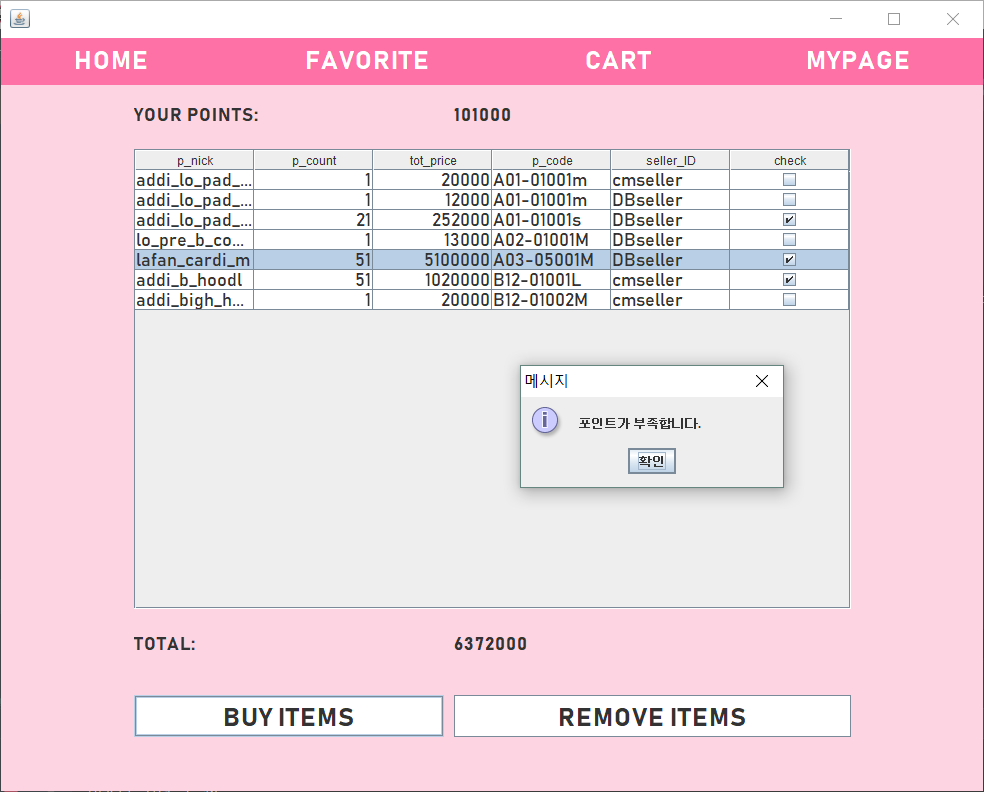 HOME FAVORITE CART MYPAGE
YOUR POINTS: 101000
p_nick p_count tot_price p_code seller_ID check
addi_lo_pad_... 1 20000 A01-01001m cmseller
addi_lo_pad_... 1 12000 A01-01001m DBseller
addi_lo_pad_... 21 252000 A01-01001s DBseller
lo_pre_b_co... 1 13000 A02-01001M DBseller
lafan_cardi_m 51 5100000 A03-05001M DBseller
addi_b_hoodl 51 1020000 B12-01001L cmseller
addi_bigh_h... 1 20000 B12-01002M cmseller
메시지
포인트가 부족합니다.
확인
TOTAL: 6372000
BUY ITEMS REMOVE ITEMS